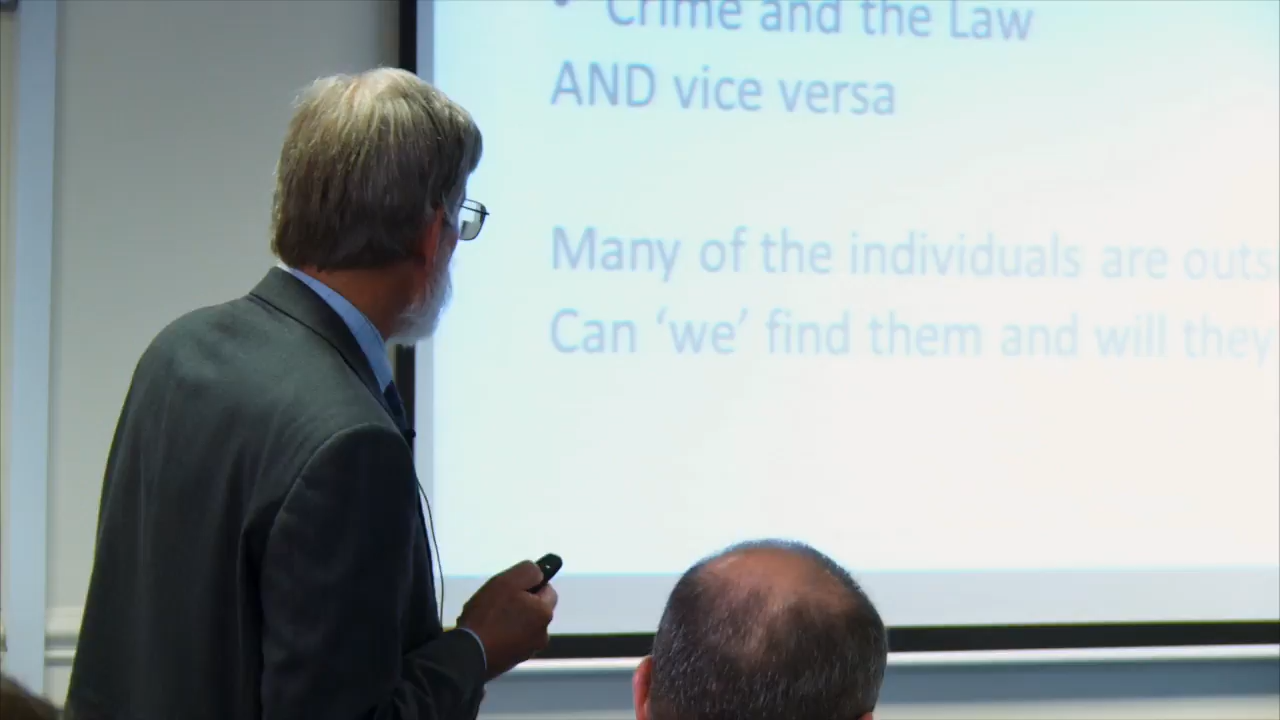 • Crime and the Law
AND vice versa
Many of the individuals are outs
Can ‘we’ find them and will they